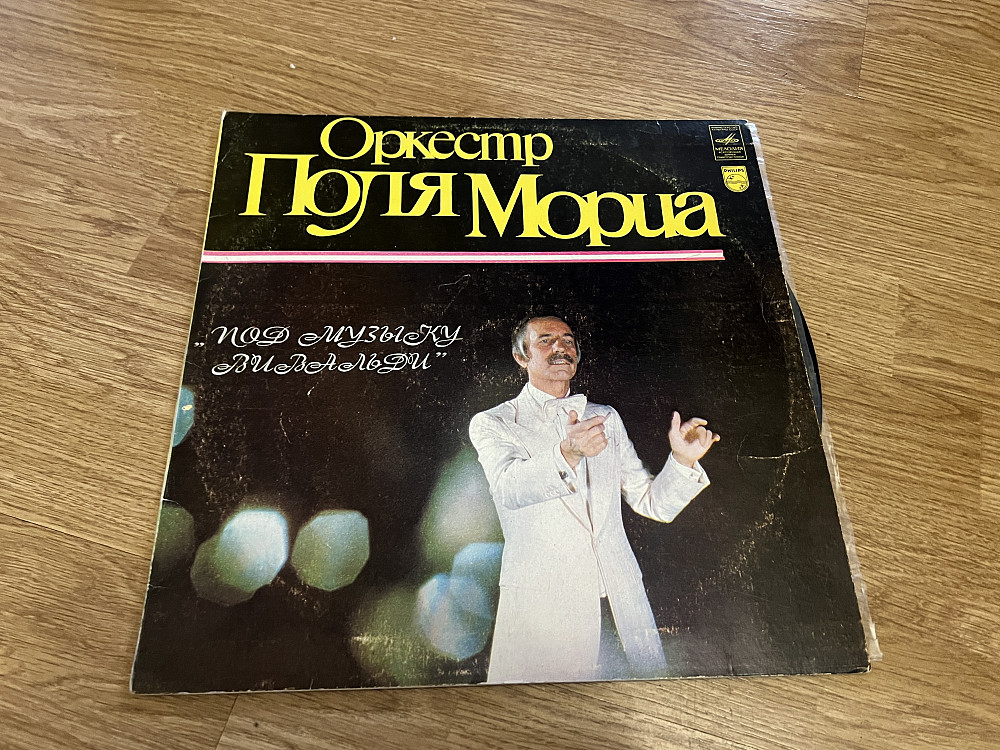 Оркестр
Поля Мориа
МЕЛОДИЯ
PHILIPS
„ПОД МУЗЫКУ
ВИВАЛЬДИ”